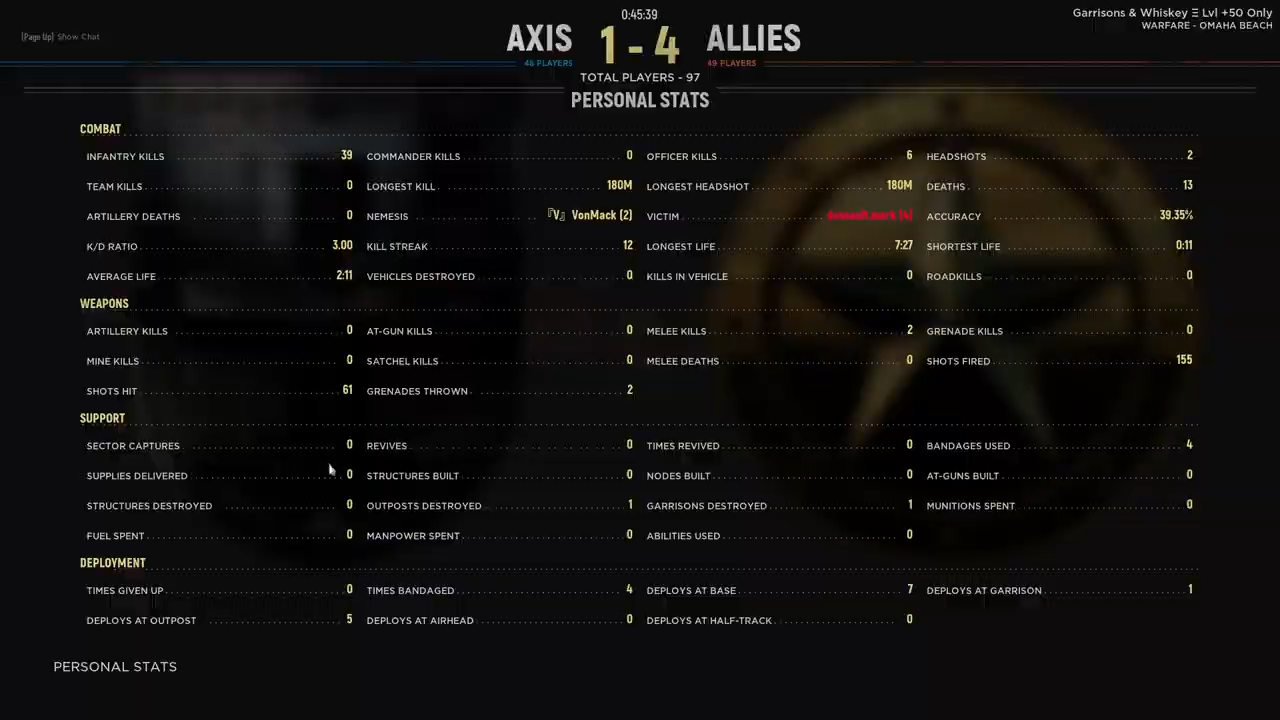 0:45:39
Garrisons & Whiskey Ξ Lvl +50 Only
WARFARE - OMAHA BEACH
[Page Up] Show Chat
AXIS 1 - 4 ALLIES
48 PLAYERS 49 PLAYERS
TOTAL PLAYERS - 97
PERSONAL STATS
COMBAT
INFANTRY KILLS 39 COMMANDER KILLS 0 OFFICER KILLS 6 HEADSHOTS 2
TEAM KILLS 0 LONGEST KILL 180M LONGEST HEADSHOT 180M DEATHS 13
ARTILLERY DEATHS 0 NEMESIS 『V』 VonMack (2) VICTIM (4) ACCURACY 39.35%
K/D RATIO 3.00 KILL STREAK 12 LONGEST LIFE 7:27 SHORTEST LIFE 0:11
AVERAGE LIFE 2:11 VEHICLES DESTROYED 0 KILLS IN VEHICLE 0 ROADKILLS 0
WEAPONS
ARTILLERY KILLS 0 AT-GUN KILLS 0 MELEE KILLS 2 GRENADE KILLS 0
MINE KILLS 0 SATCHEL KILLS 0 MELEE DEATHS 0 SHOTS FIRED 155
SHOTS HIT 61 GRENADES THROWN 2
SUPPORT
SECTOR CAPTURES 0 REVIVES 0 TIMES REVIVED 0 BANDAGES USED 4
SUPPLIES DELIVERED 0 STRUCTURES BUILT 0 NODES BUILT 0 AT-GUNS BUILT 0
STRUCTURES DESTROYED 0 OUTPOSTS DESTROYED 1 GARRISONS DESTROYED 1 MUNITIONS SPENT 0
FUEL SPENT 0 MANPOWER SPENT 0 ABILITIES USED 0
DEPLOYMENT
TIMES GIVEN UP 0 TIMES BANDAGED 4 DEPLOYS AT BASE 7 DEPLOYS AT GARRISON 1
DEPLOYS AT OUTPOST 5 DEPLOYS AT AIRHEAD 0 DEPLOYS AT HALF-TRACK 0
PERSONAL STATS